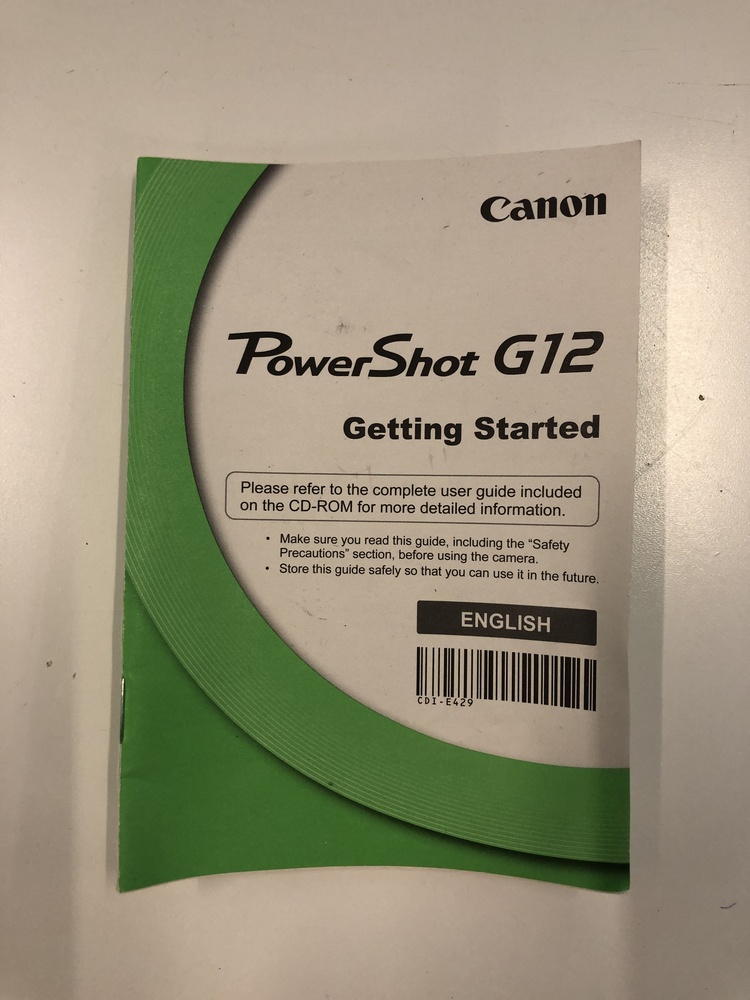 Canon
PowerShot G12
Getting Started
Please refer to the complete user guide included
on the CD-ROM for more detailed information.
• Make sure you read this guide, including the “Safety
Precautions” section, before using the camera.
• Store this guide safely so that you can use it in the future.
ENGLISH
CDI-E429